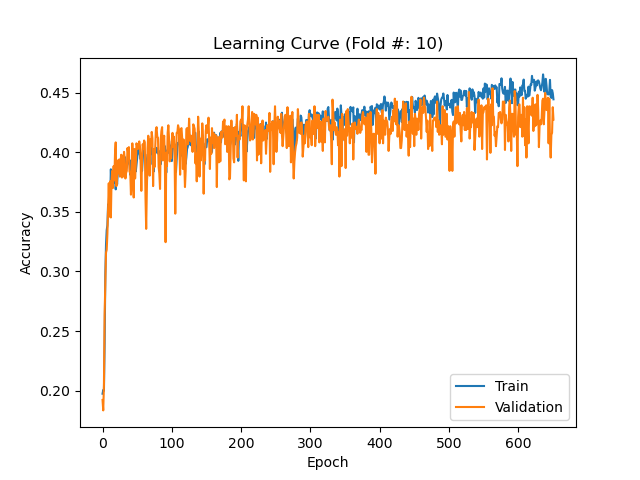 Learning Curve (Fold #: 10)
0.45
0.40
0.35
0.30
0.25
0.20
Accuracy
0 100 200 300 400 500 600
Epoch
Train
Validation